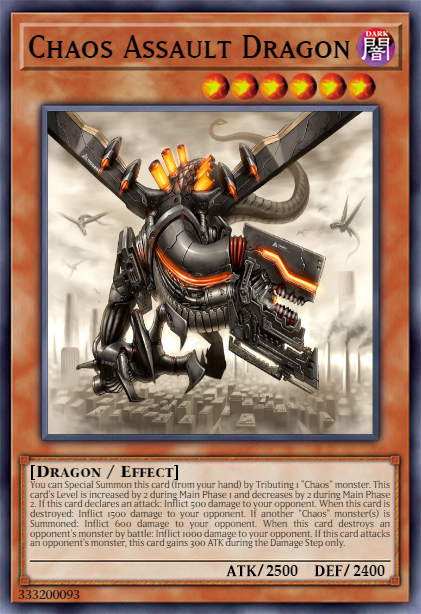 Chaos Assault Dragon
DARK
闇
[Dragon / Effect]
You can Special Summon this card (from your hand) by Tributing 1 "Chaos" monster. This
card's Level is increased by 2 during Main Phase 1 and decreases by 2 during Main Phase
2. If this card declares an attack: Inflict 500 damage to your opponent. When this card is
destroyed: Inflict 1500 damage to your opponent. If another "Chaos" monster(s) is
Summoned: Inflict 600 damage to your opponent. When this card destroys an
opponent's monster by battle: Inflict 1000 damage to your opponent. If this card attacks
an opponent's monster, this card gains 300 ATK during the Damage Step only.
ATK/2500 DEF/2400
333200093